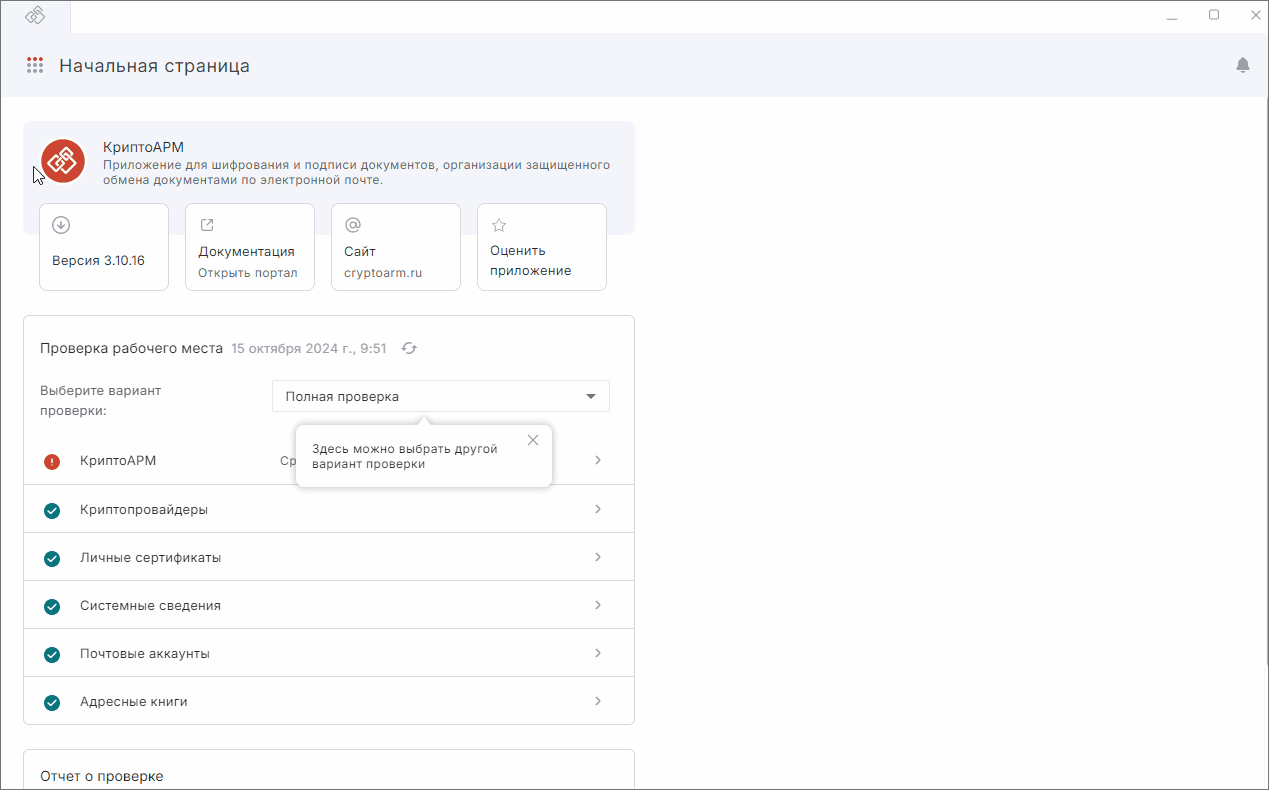 Начальная страница
КриптоАРМ
Приложение для шифрования и подписи документов, организации защищенного
обмена документами по электронной почте.
Версия 3.10.16
Документация
Открыть портал
Сайт
cryptoarm.ru
Оценить
приложение
Проверка рабочего места 15 октября 2024 г., 9:51
Выберите вариант
проверки:
Полная проверка
Здесь можно выбрать другой
вариант проверки
КриптоАРМ
Криптопровайдеры
Личные сертификаты
Системные сведения
Почтовые аккаунты
Адресные книги
Отчет о проверке